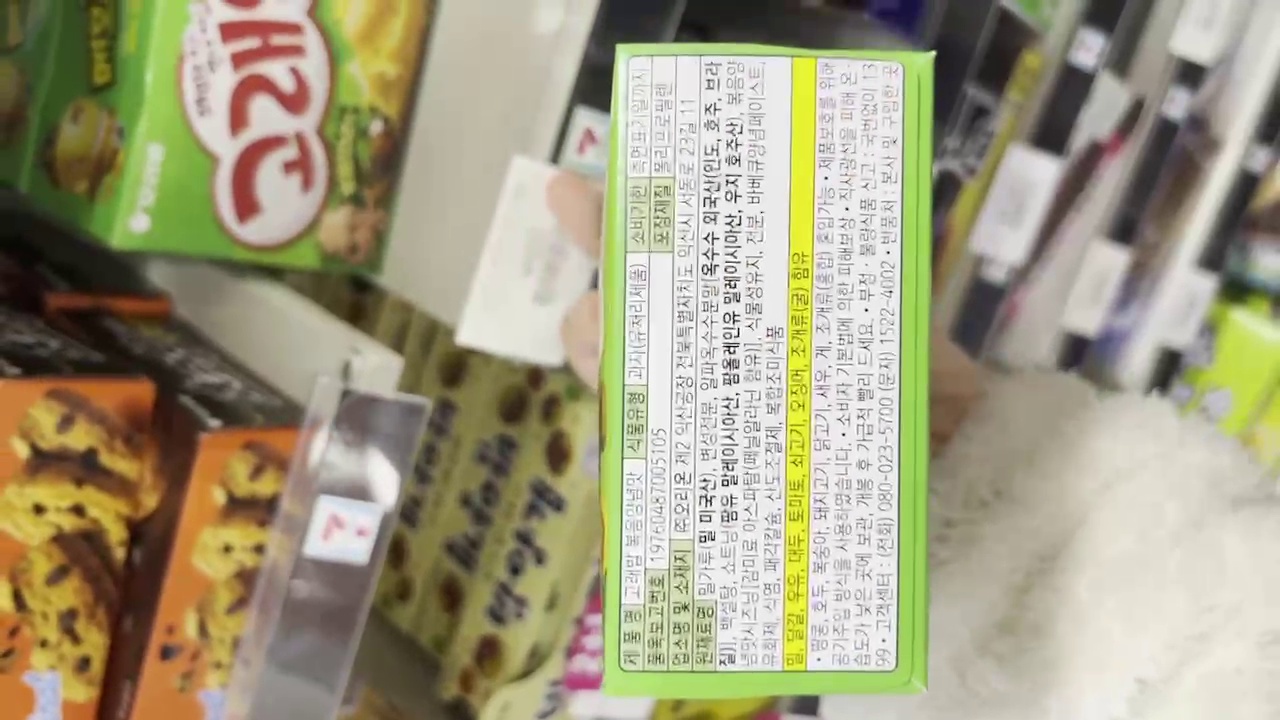 고래
제 품 명 고래밥 볶음양념맛 식품유형 과자(유처리제품) 소비기한 측면표기일까지
품목보고번호 19760487005105 포장재질 폴리프로필렌
업소명 및 소재지 ㈜오리온 제2 익산공장 전북특별자치도 익산시 서동로 23길 11
원재료명 밀가루(밀 미국산), 변성전분, 알파옥수수분말[옥수수 외국산(인도, 호주, 브라
질)], 백설탕, 쇼트닝(팜유 말레이시아산, 팜올레인유 말레이시아산, 우지 호주산), 볶음양
념맛시즈닝[감미료 아스파탐(페닐알라닌 함유)], 식물성유지, 전분, 바베큐양념페이스트,
유화제, 식염, 패각칼슘, 산도조절제, 복합조미식품
밀, 달걀, 우유, 대두, 토마토, 쇠고기, 오징어, 조개류(굴) 함유
• 땅콩, 호두, 복숭아, 돼지고기, 닭고기, 새우, 게, 조개류(홍합) 혼입가능 • 제품보호를 위해
공기주입 방식을 사용하였습니다. • 소비자 기본법에 의한 피해보상 • 직사광선을 피해 온·
습도가 낮은 곳에 보관, 개봉 후 가급적 빨리 드세요. • 부정 · 불량식품 신고 : 국번없이 13
99 • 고객센터 : (전화) 080-023-5700 (문자) 1522-4002 • 반품처 : 본사 및 구입한 곳